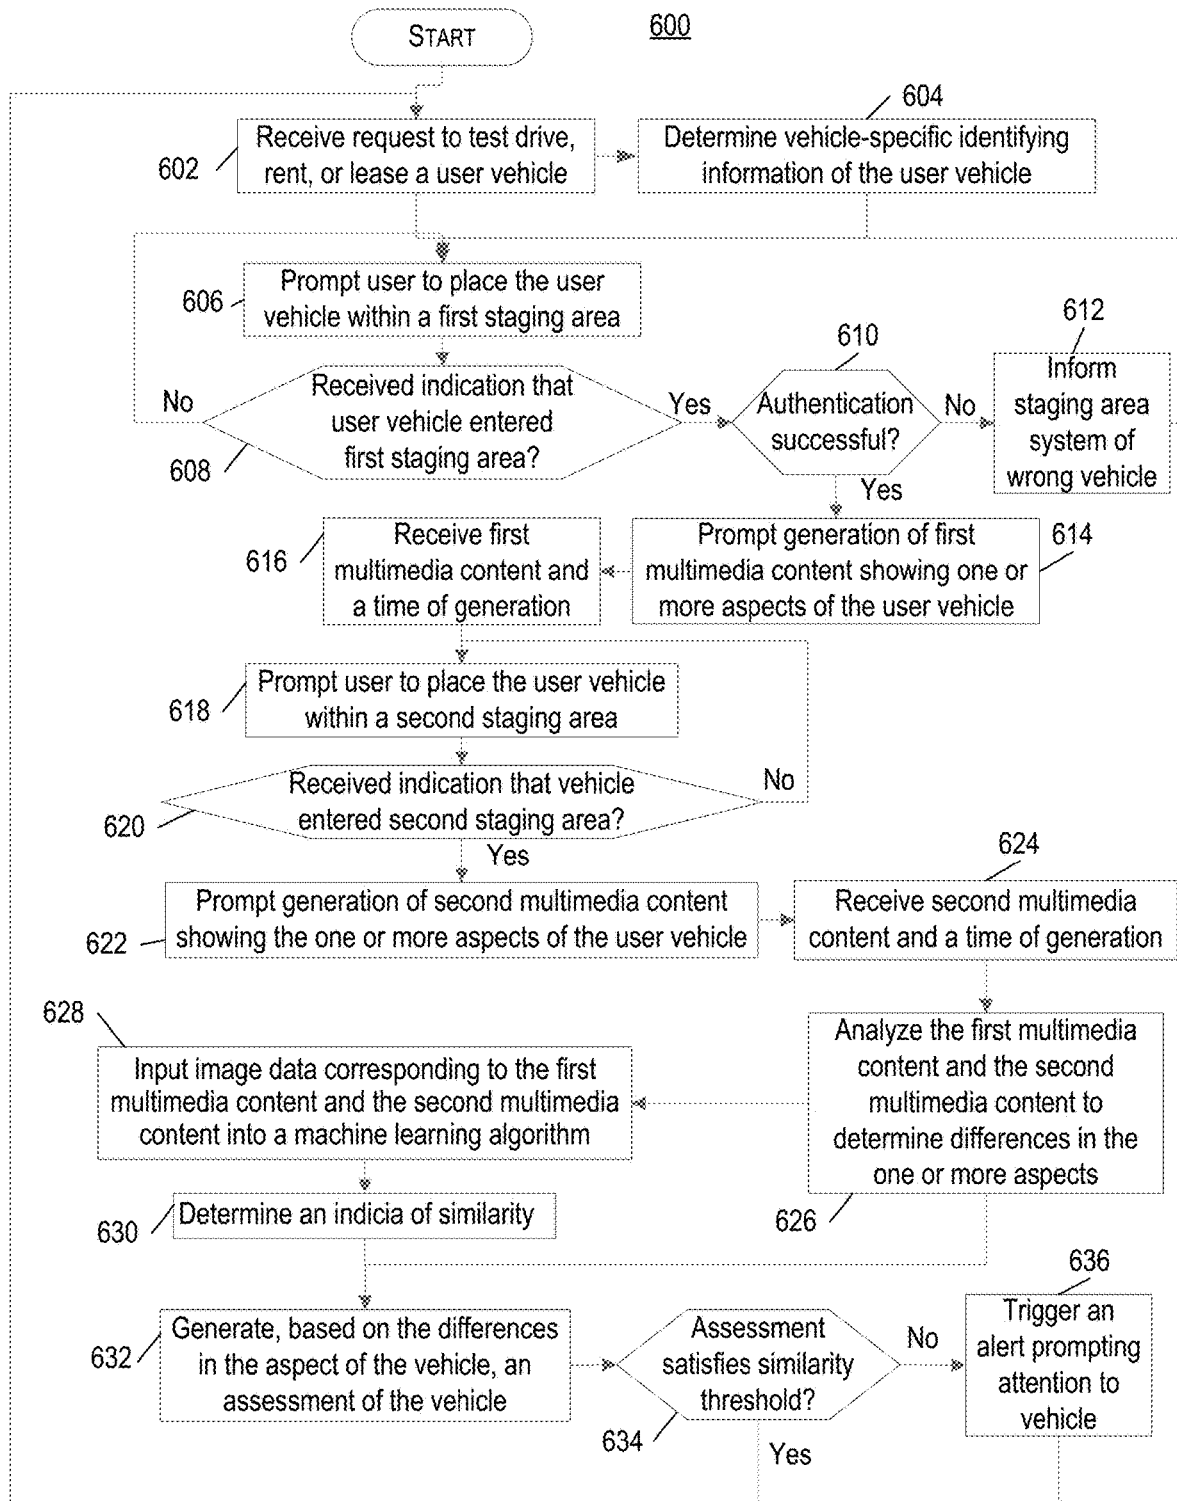 START
600
604
602
Receive request to test drive,
rent, or lease a user vehicle
Determine vehicle-specific identifying
information of the user vehicle
606
Prompt user to place the user
vehicle within a first staging area
610
612
No
Received indication that
user vehicle entered
first staging area?
608
Yes
Authentication
successful?
No
Inform
staging area
system of
wrong vehicle
Yes
616
Receive first
multimedia content and
a time of generation
Prompt generation of first
multimedia content showing one or
more aspects of the user vehicle
614
618
Prompt user to place the user vehicle
within a second staging area
Received indication that vehicle
entered second staging area?
No
620
Yes
624
622
Prompt generation of second multimedia content
showing the one or more aspects of the user vehicle
Receive second multimedia
content and a time of generation
628
Input image data corresponding to the first
multimedia content and the second multimedia
content into a machine learning algorithm
Analyze the first multimedia
content and the second
multimedia content to
determine differences in the
one or more aspects
626
630
Determine an indicia of similarity
636
632
Generate, based on the differences
in the aspect of the vehicle, an
assessment of the vehicle
Assessment
satisfies similarity
threshold?
634
No
Trigger an
alert prompting
attention to
vehicle
Yes